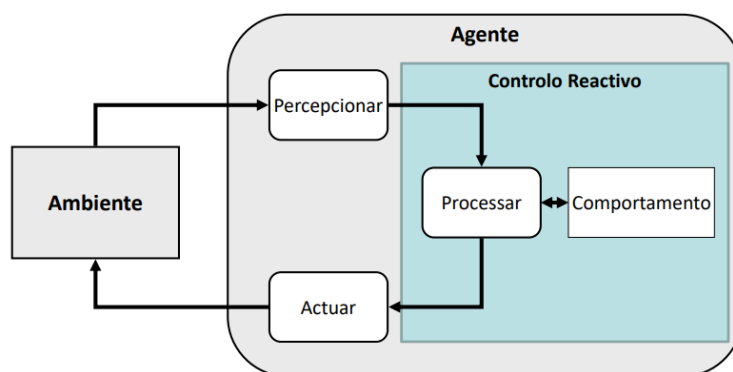 Agente
Controlo Reactivo
Percepcionar
Ambiente
Processar
Comportamento
Actuar